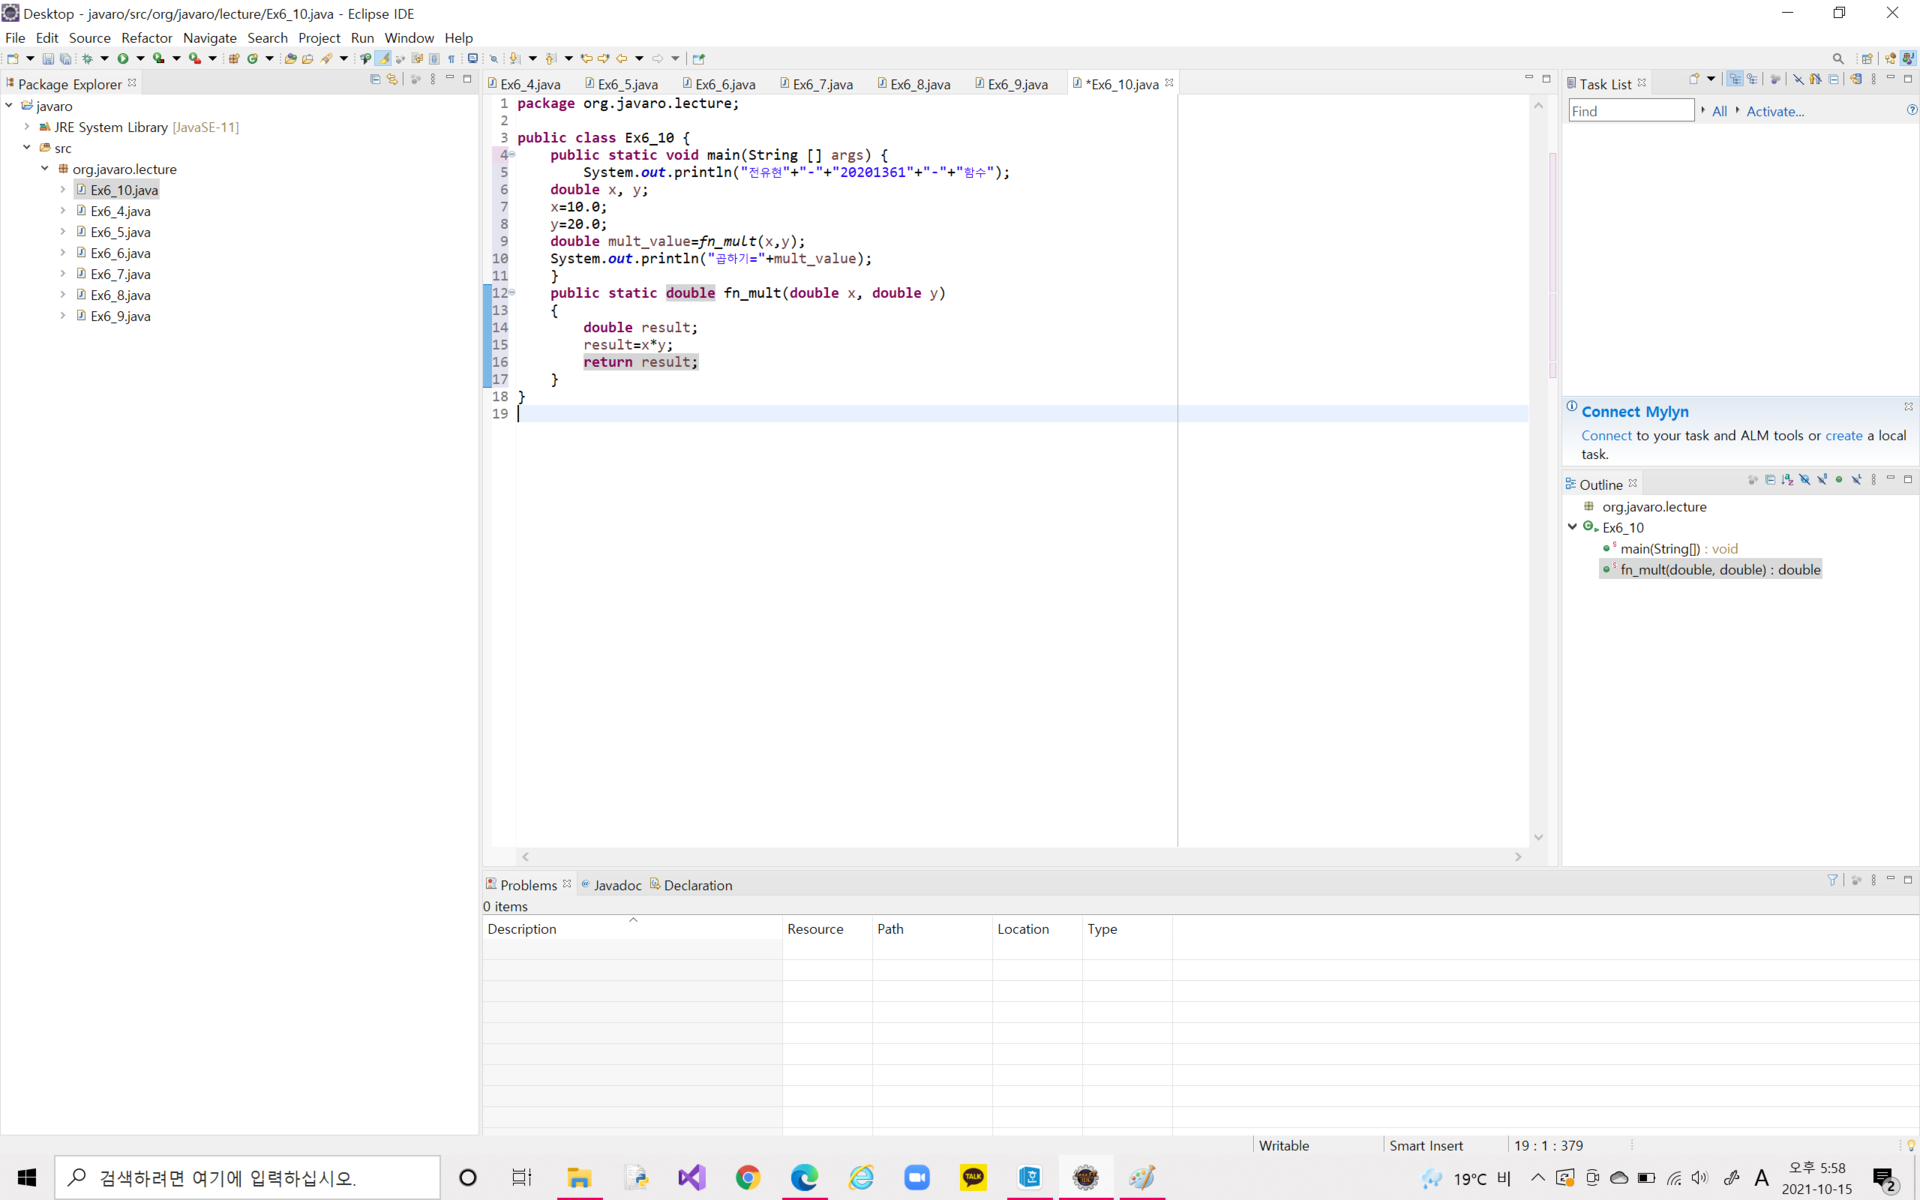 Desktop - javaro/src/org/javaro/lecture/Ex6_10.java - Eclipse IDE
File Edit Source Refactor Navigate Search Project Run Window Help
Package Explorer
javaro
JRE System Library [JavaSE-11]
src
org.javaro.lecture
Ex6_10.java
Ex6_4.java
Ex6_5.java
Ex6_6.java
Ex6_7.java
Ex6_8.java
Ex6_9.java
Ex6_4.java Ex6_5.java Ex6_6.java Ex6_7.java Ex6_8.java Ex6_9.java *Ex6_10.java
1 package org.javaro.lecture;
2
3 public class Ex6_10 {
4 public static void main(String [] args) {
5 System.out.println("전유현"+"-"+"20201361"+"-"+"함수");
6 double x, y;
7 x=10.0;
8 y=20.0;
9 double mult_value=fn_mult(x,y);
10 System.out.println("곱하기="+mult_value);
11 }
12 public static double fn_mult(double x, double y)
13 {
14 double result;
15 result=x*y;
16 return result;
17 }
18 }
19
Task List
Find All Activate...
Connect Mylyn
Connect to your task and ALM tools or create a local
task.
Outline
org.javaro.lecture
Ex6_10
main(String[]) : void
fn_mult(double, double) : double
Problems Javadoc Declaration
0 items
Description Resource Path Location Type
Writable Smart Insert 19 : 1 : 379
검색하려면 여기에 입력하십시오.
TALK
19°C 비
A
오후 5:58
2021-10-15
2